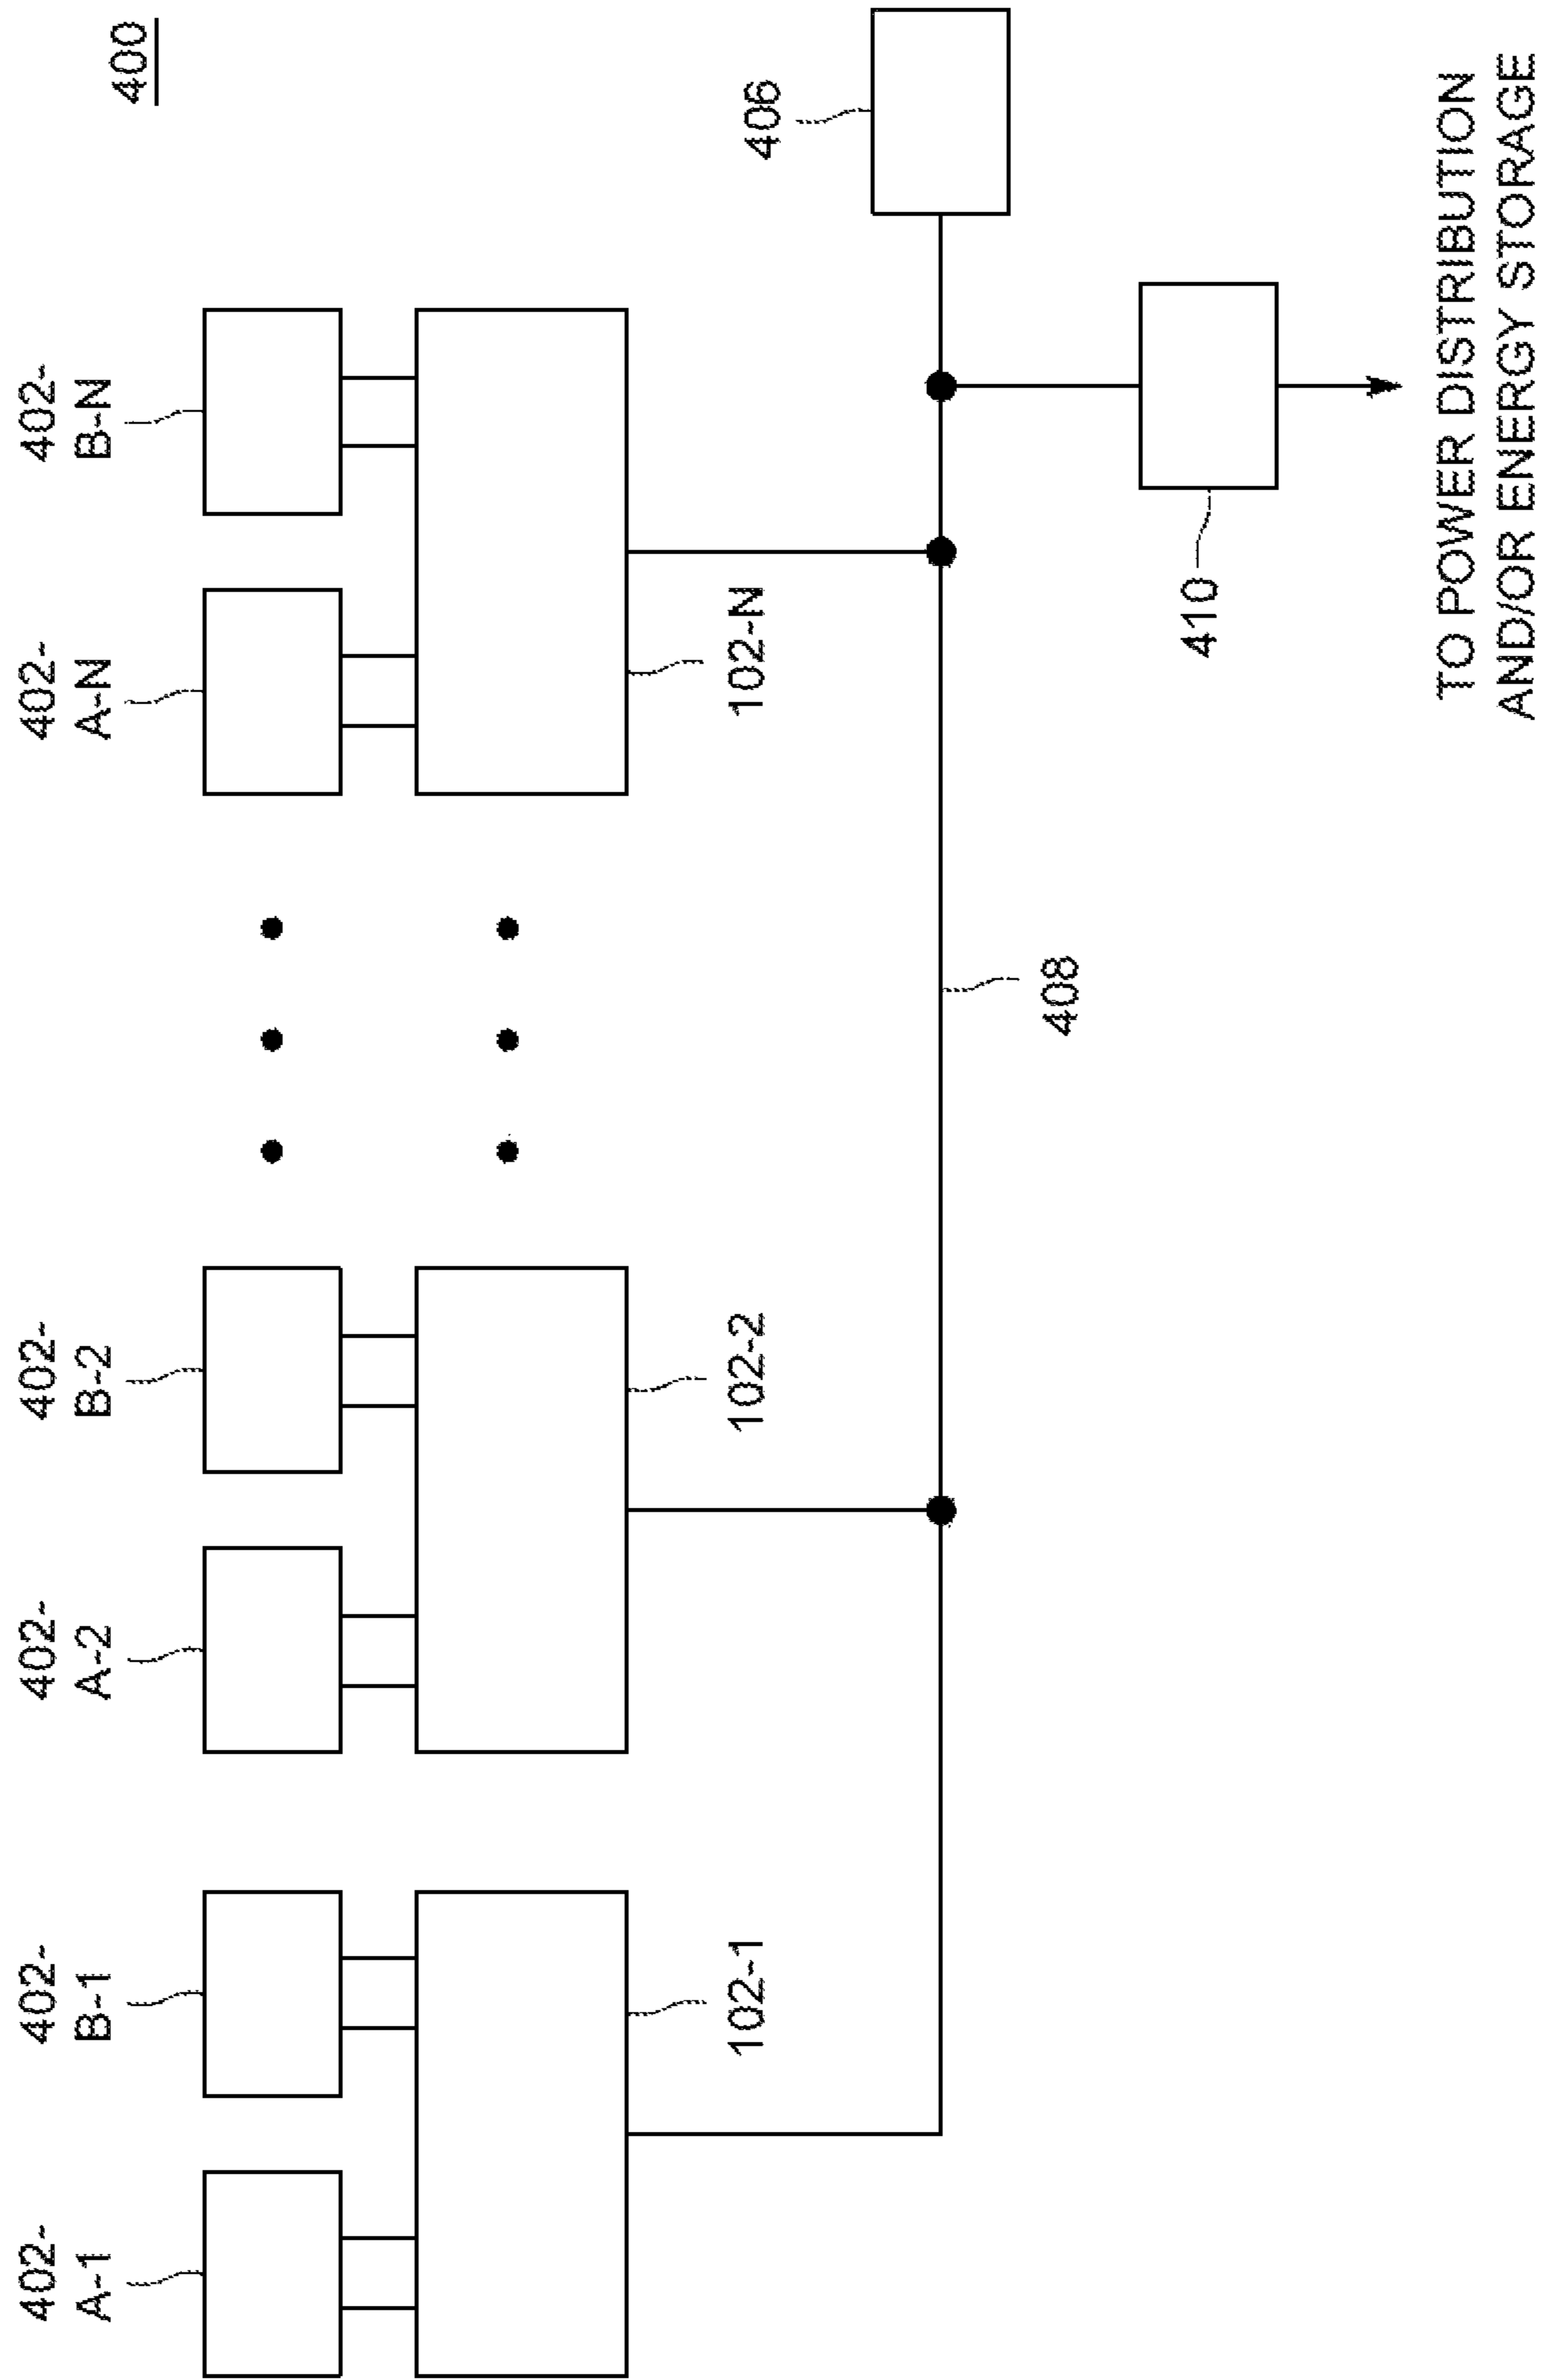 400
402-
A-1
402-
B-1
402-
A-2
402-
B-2
402-
A-N
402-
B-N
102-1
102-2
102-N
406
408
410
TO POWER DISTRIBUTION
AND/OR ENERGY STORAGE